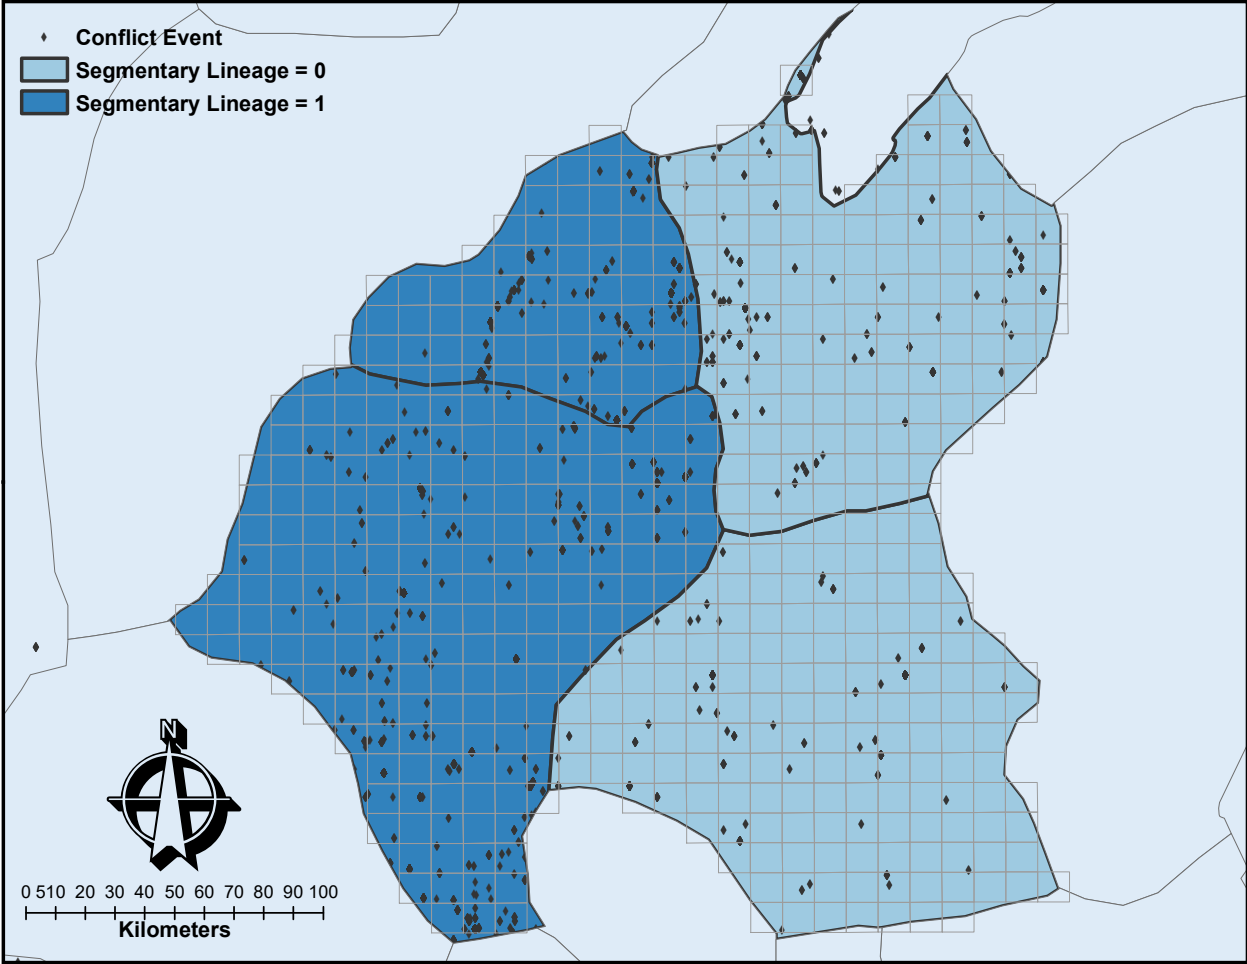 Conflict Event
Segmentary Lineage = 0
Segmentary Lineage = 1
N
0 510 20 30 40 50 60 70 80 90 100
Kilometers